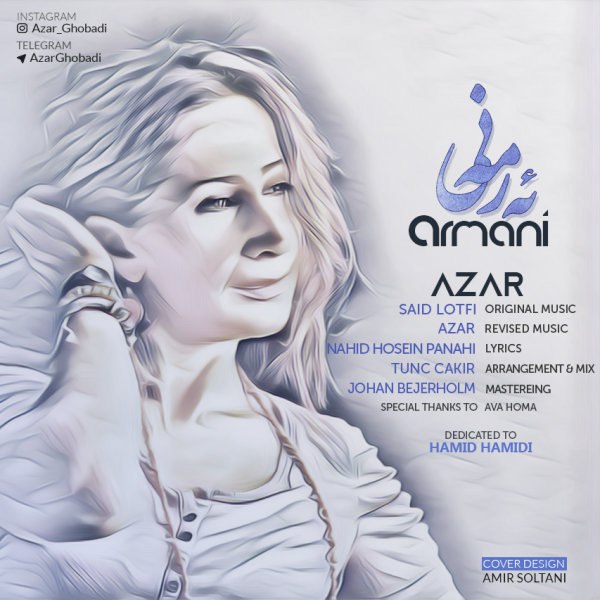 INSTAGRAM
Azar_Ghobadi
TELEGRAM
AzarGhobadi
ئەرمنی
armani
AZAR
SAID LOTFI ORIGINAL MUSIC
AZAR REVISED MUSIC
NAHID HOSEIN PANAHI LYRICS
TUNC CAKIR ARRANGEMENT & MIX
JOHAN BEJERHOLM MASTEREING
SPECIAL THANKS TO AVA HOMA
DEDICATED TO
HAMID HAMIDI
COVER DESIGN
AMIR SOLTANI